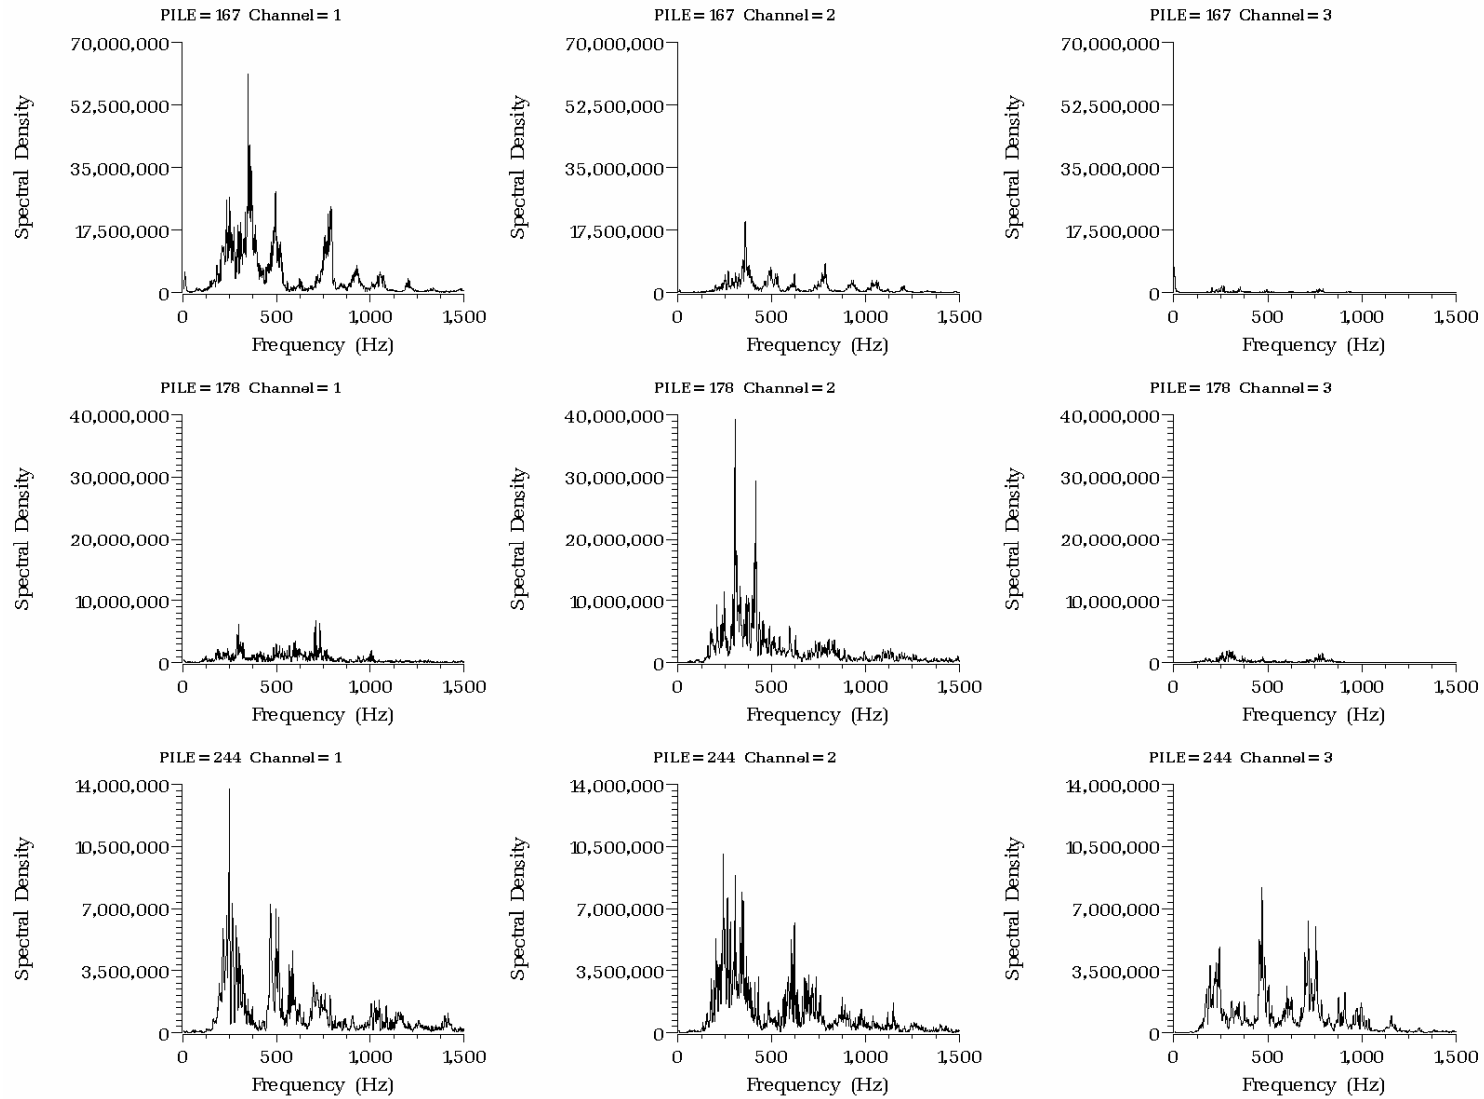 PILE=167 Channel=1 PILE=167 Channel=2 PILE=167 Channel=3
70,000,000 70,000,000 70,000,000
52,500,000 52,500,000 52,500,000
35,000,000 35,000,000 35,000,000
17,500,000 17,500,000 17,500,000
0 0 0
Spectral Density Spectral Density Spectral Density
0 500 1,000 1,500 0 500 1,000 1,500 0 500 1,000 1,500
Frequency (Hz) Frequency (Hz) Frequency (Hz)
PILE=178 Channel=1 PILE=178 Channel=2 PILE=178 Channel=3
40,000,000 40,000,000 40,000,000
30,000,000 30,000,000 30,000,000
20,000,000 20,000,000 20,000,000
10,000,000 10,000,000 10,000,000
0 0 0
Spectral Density Spectral Density Spectral Density
0 500 1,000 1,500 0 500 1,000 1,500 0 500 1,000 1,500
Frequency (Hz) Frequency (Hz) Frequency (Hz)
PILE=244 Channel=1 PILE=244 Channel=2 PILE=244 Channel=3
14,000,000 14,000,000 14,000,000
10,500,000 10,500,000 10,500,000
7,000,000 7,000,000 7,000,000
3,500,000 3,500,000 3,500,000
0 0 0
Spectral Density Spectral Density Spectral Density
0 500 1,000 1,500 0 500 1,000 1,500 0 500 1,000 1,500
Frequency (Hz) Frequency (Hz) Frequency (Hz)